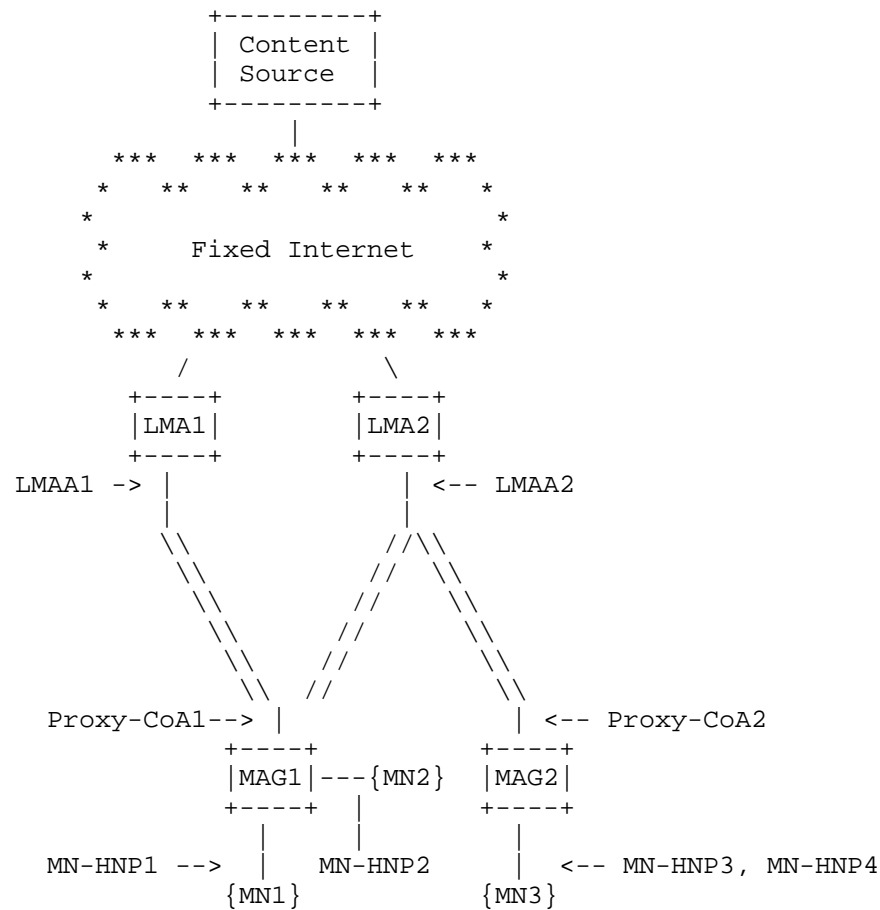 Content
Source
Fixed Internet
LMA1 LMA2
LMAA1 -> <-- LMAA2
Proxy-CoA1--> <-- Proxy-CoA2
MAG1 ---{MN2} MAG2
MN-HNP1 --> MN-HNP2 <-- MN-HNP3, MN-HNP4
{MN1} {MN3}